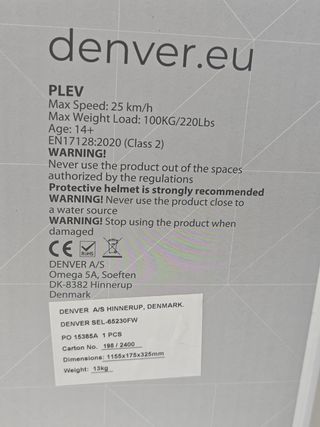 denver.eu
PLEV
Max Speed: 25 km/h
Max Weight Load: 100KG/220Lbs
Age: 14+
EN17128:2020 (Class 2)
WARNING!
Never use the product out of the spaces
authorized by the regulations
Protective helmet is strongly recommended
WARNING! Never use the product close to
a water source
WARNING! Stop using the product when
damaged
CE RoHS
DENVER A/S
Omega 5A, Soeften
DK-8382 Hinnerup
Denmark
DENVER A/S HINNERUP, DENMARK.
DENVER SEL-65230FW
PO 15385A 1 PCS
Carton No. 198 / 2400
Dimensions: 1155x175x325mm
Weight: 13kg